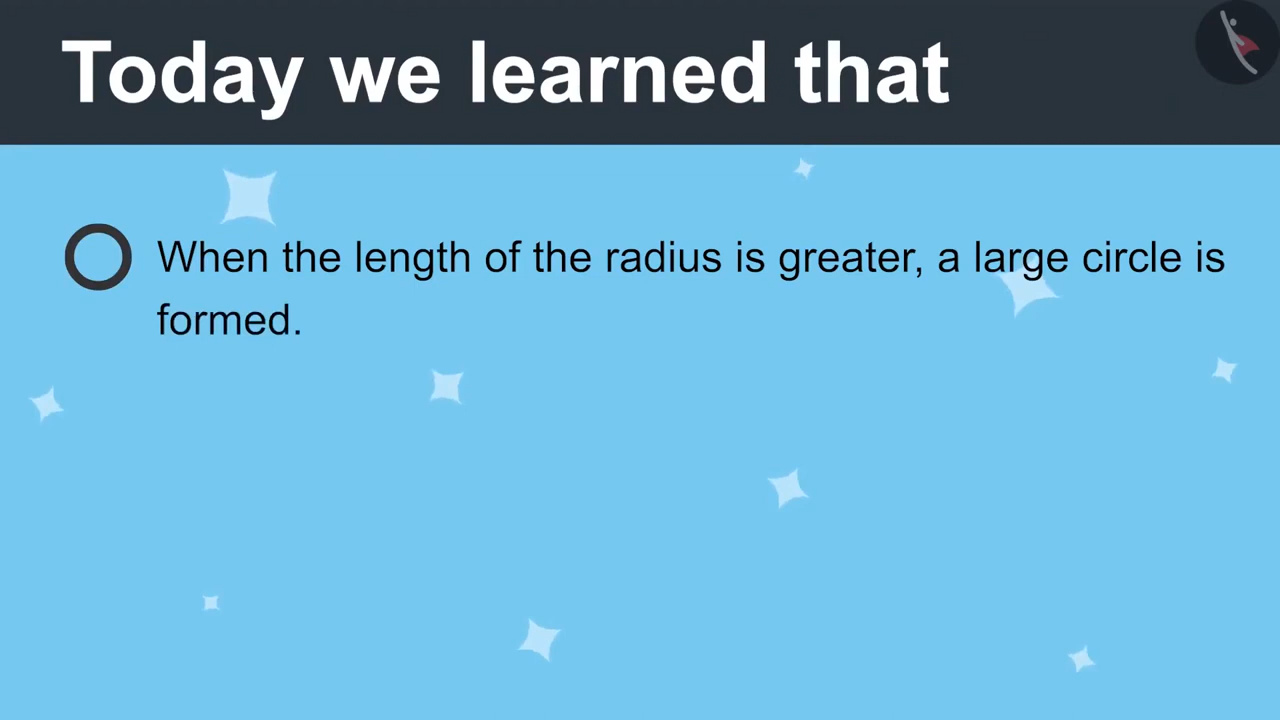 Today we learned that
When the length of the radius is greater, a large circle is
formed.